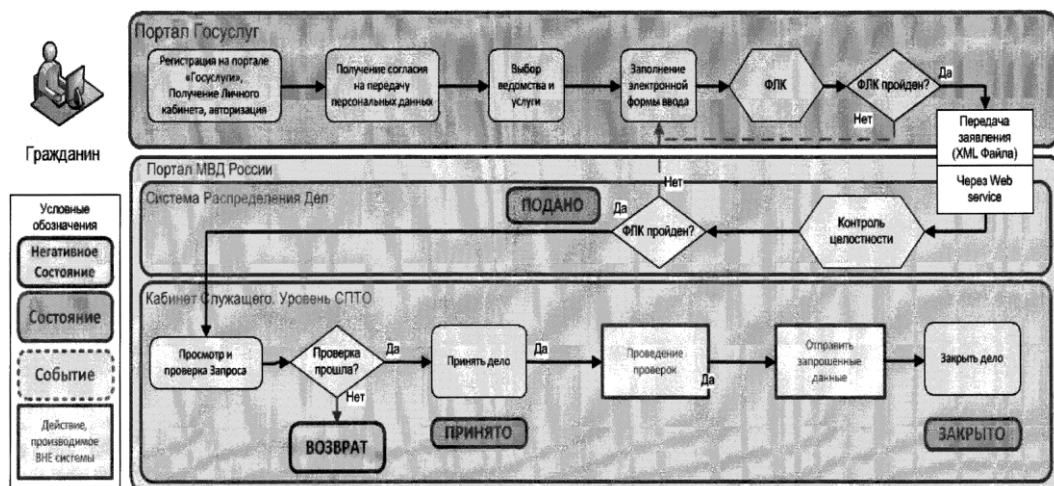 Портал Госуслуг
Регистрация на портале
«Госуслуги»,
Получение Личного
кабинета, авторизация
Получение согласия
на передачу
персональных данных
Выбор
ведомства и
услуги
Заполнение
электронной
формы ввода
ФЛК
ФЛК пройден?
Да
Нет
Передача
заявления
(XML Файла)
Через Web
service
Гражданин
Портал МВД России
Система Распределения Дел
ПОДАНО
Да
Нет
ФЛК пройден?
Контроль
целостности
Условные
обозначения
Негативное
Состояние
Состояние
Событие
Действие,
производимое
ВНЕ системы
Кабинет Служащего. Уровень СПТО
Просмотр и
проверка Запроса
Проверка
прошла?
Да
Нет
ВОЗВРАТ
Принять дело
Да
ПРИНЯТО
Проведение
проверок
Да
Отправить
запрошенные
данные
Закрыть дело
ЗАКРЫТО